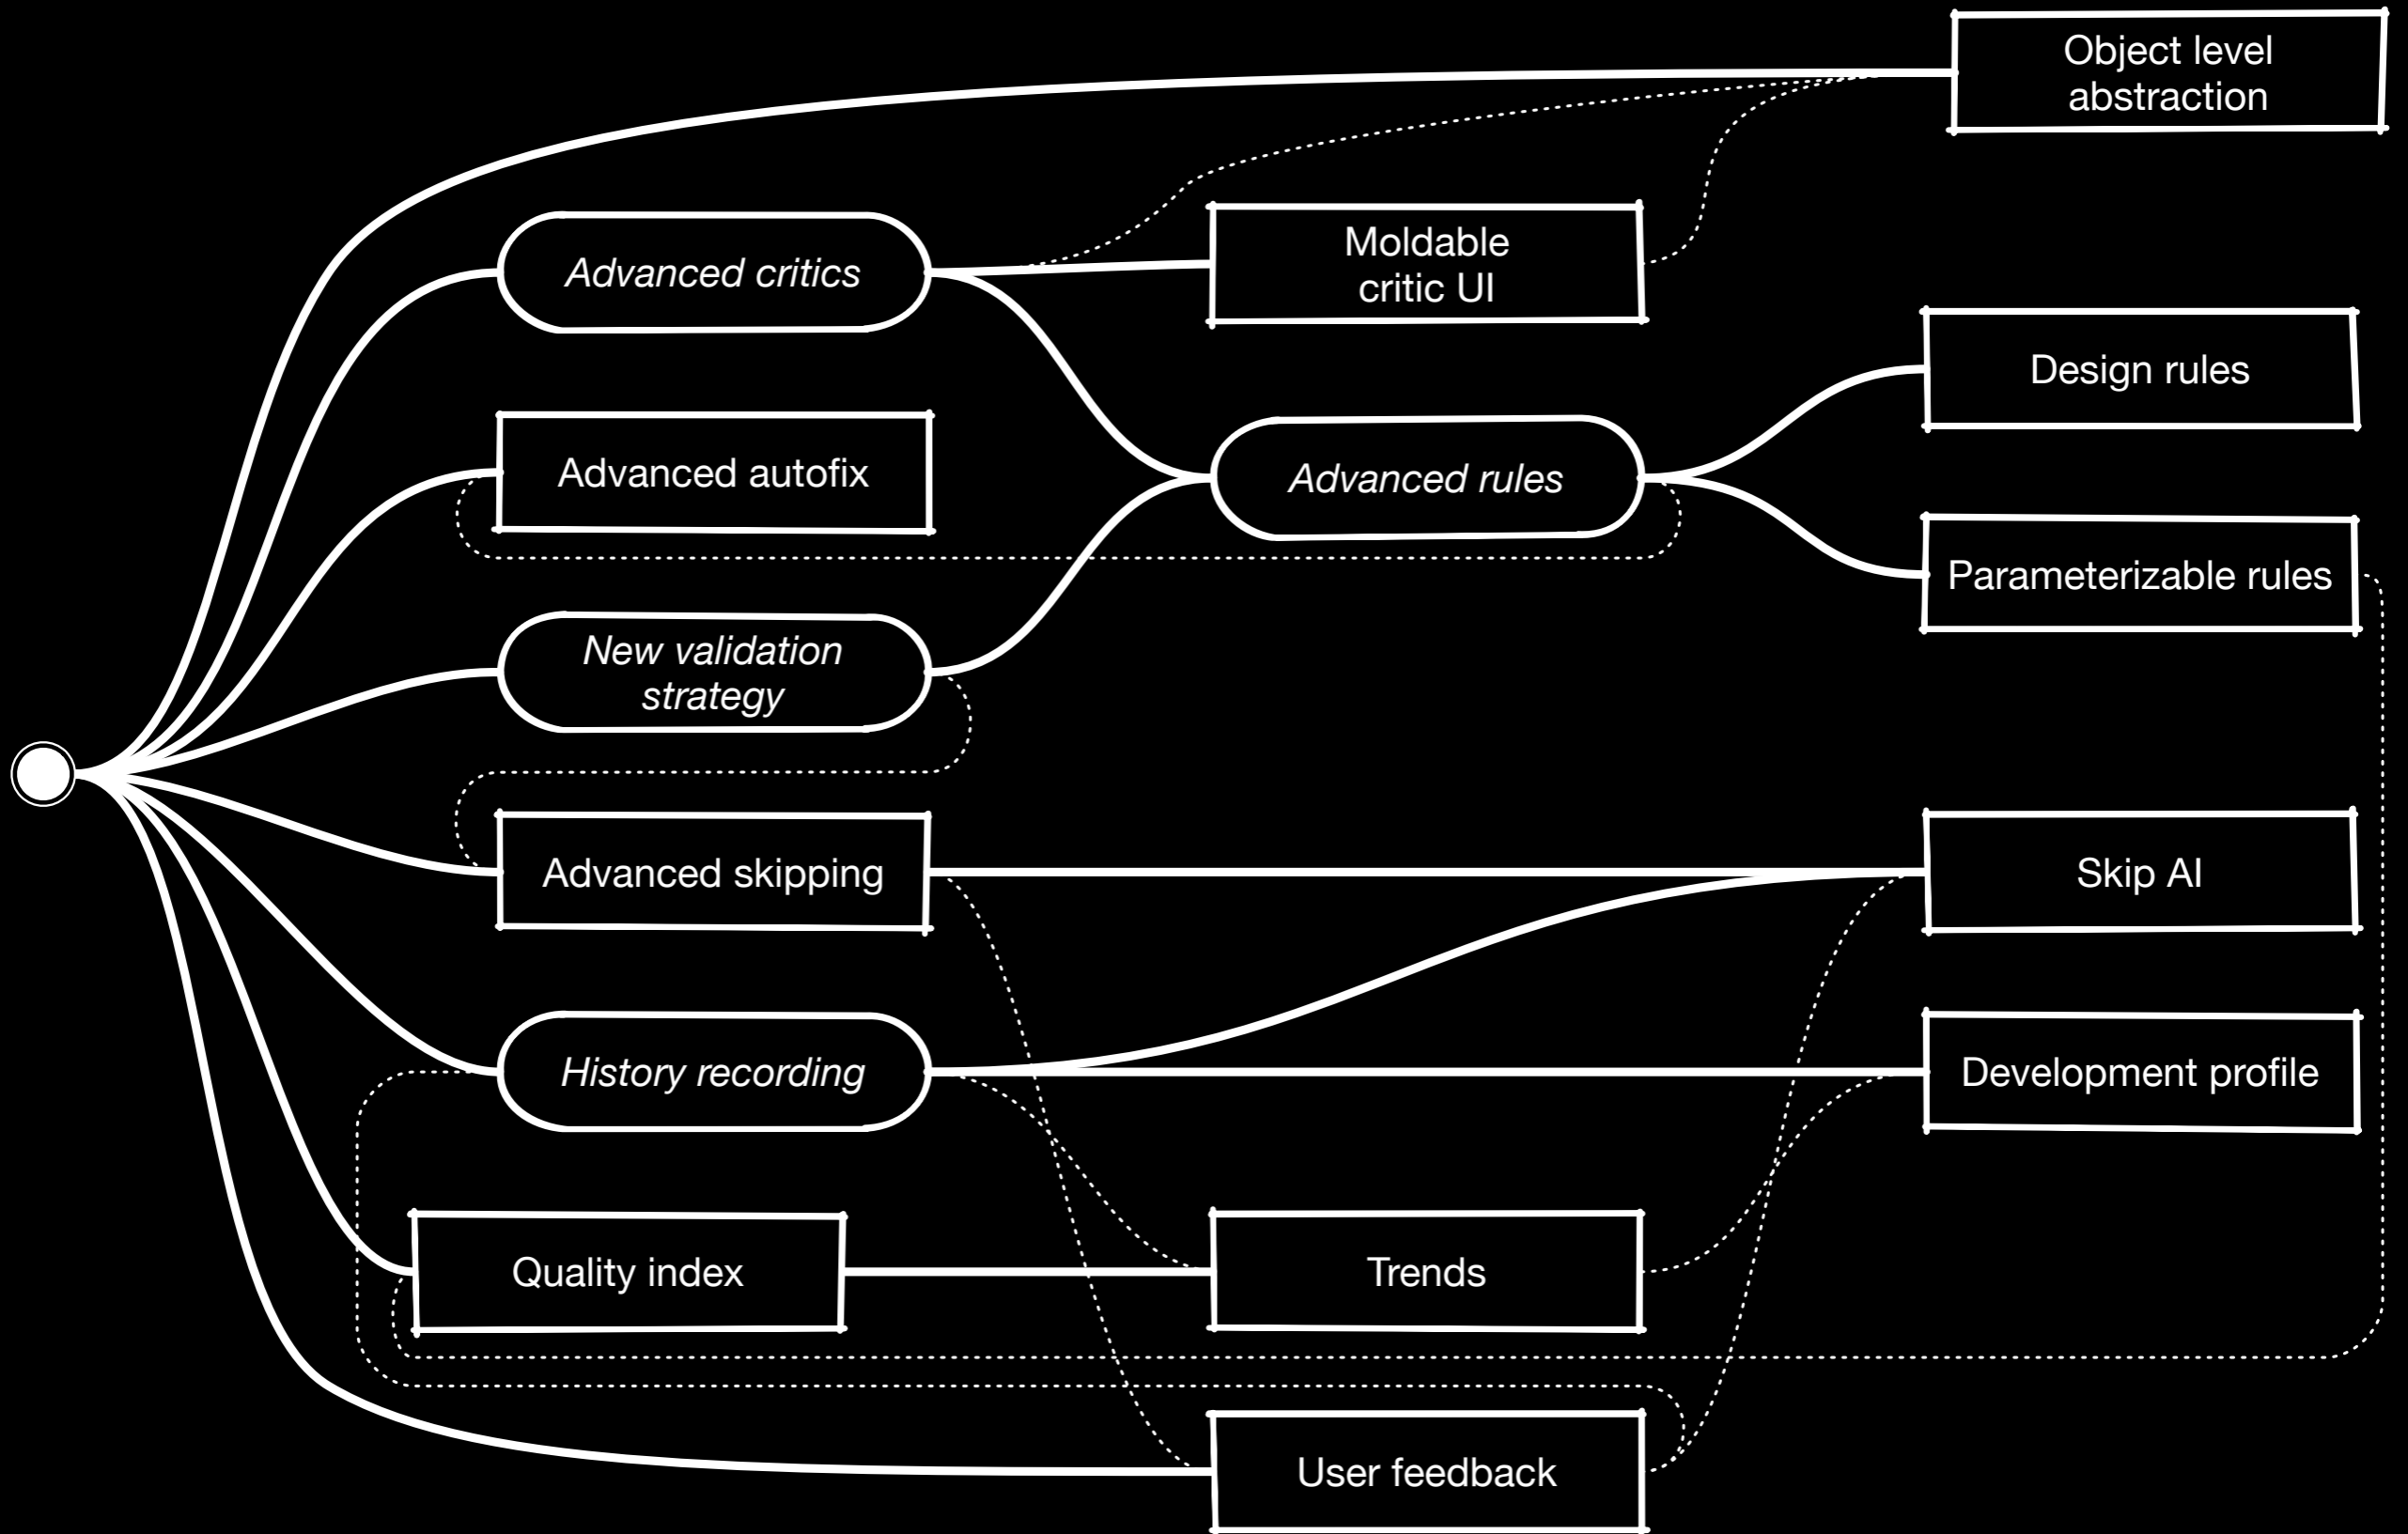 Object level
abstraction
Advanced critics
Moldable
critic UI
Design rules
Advanced autofix
Advanced rules
Parameterizable rules
New validation
strategy
Advanced skipping
Skip AI
History recording
Development profile
Quality index
Trends
User feedback